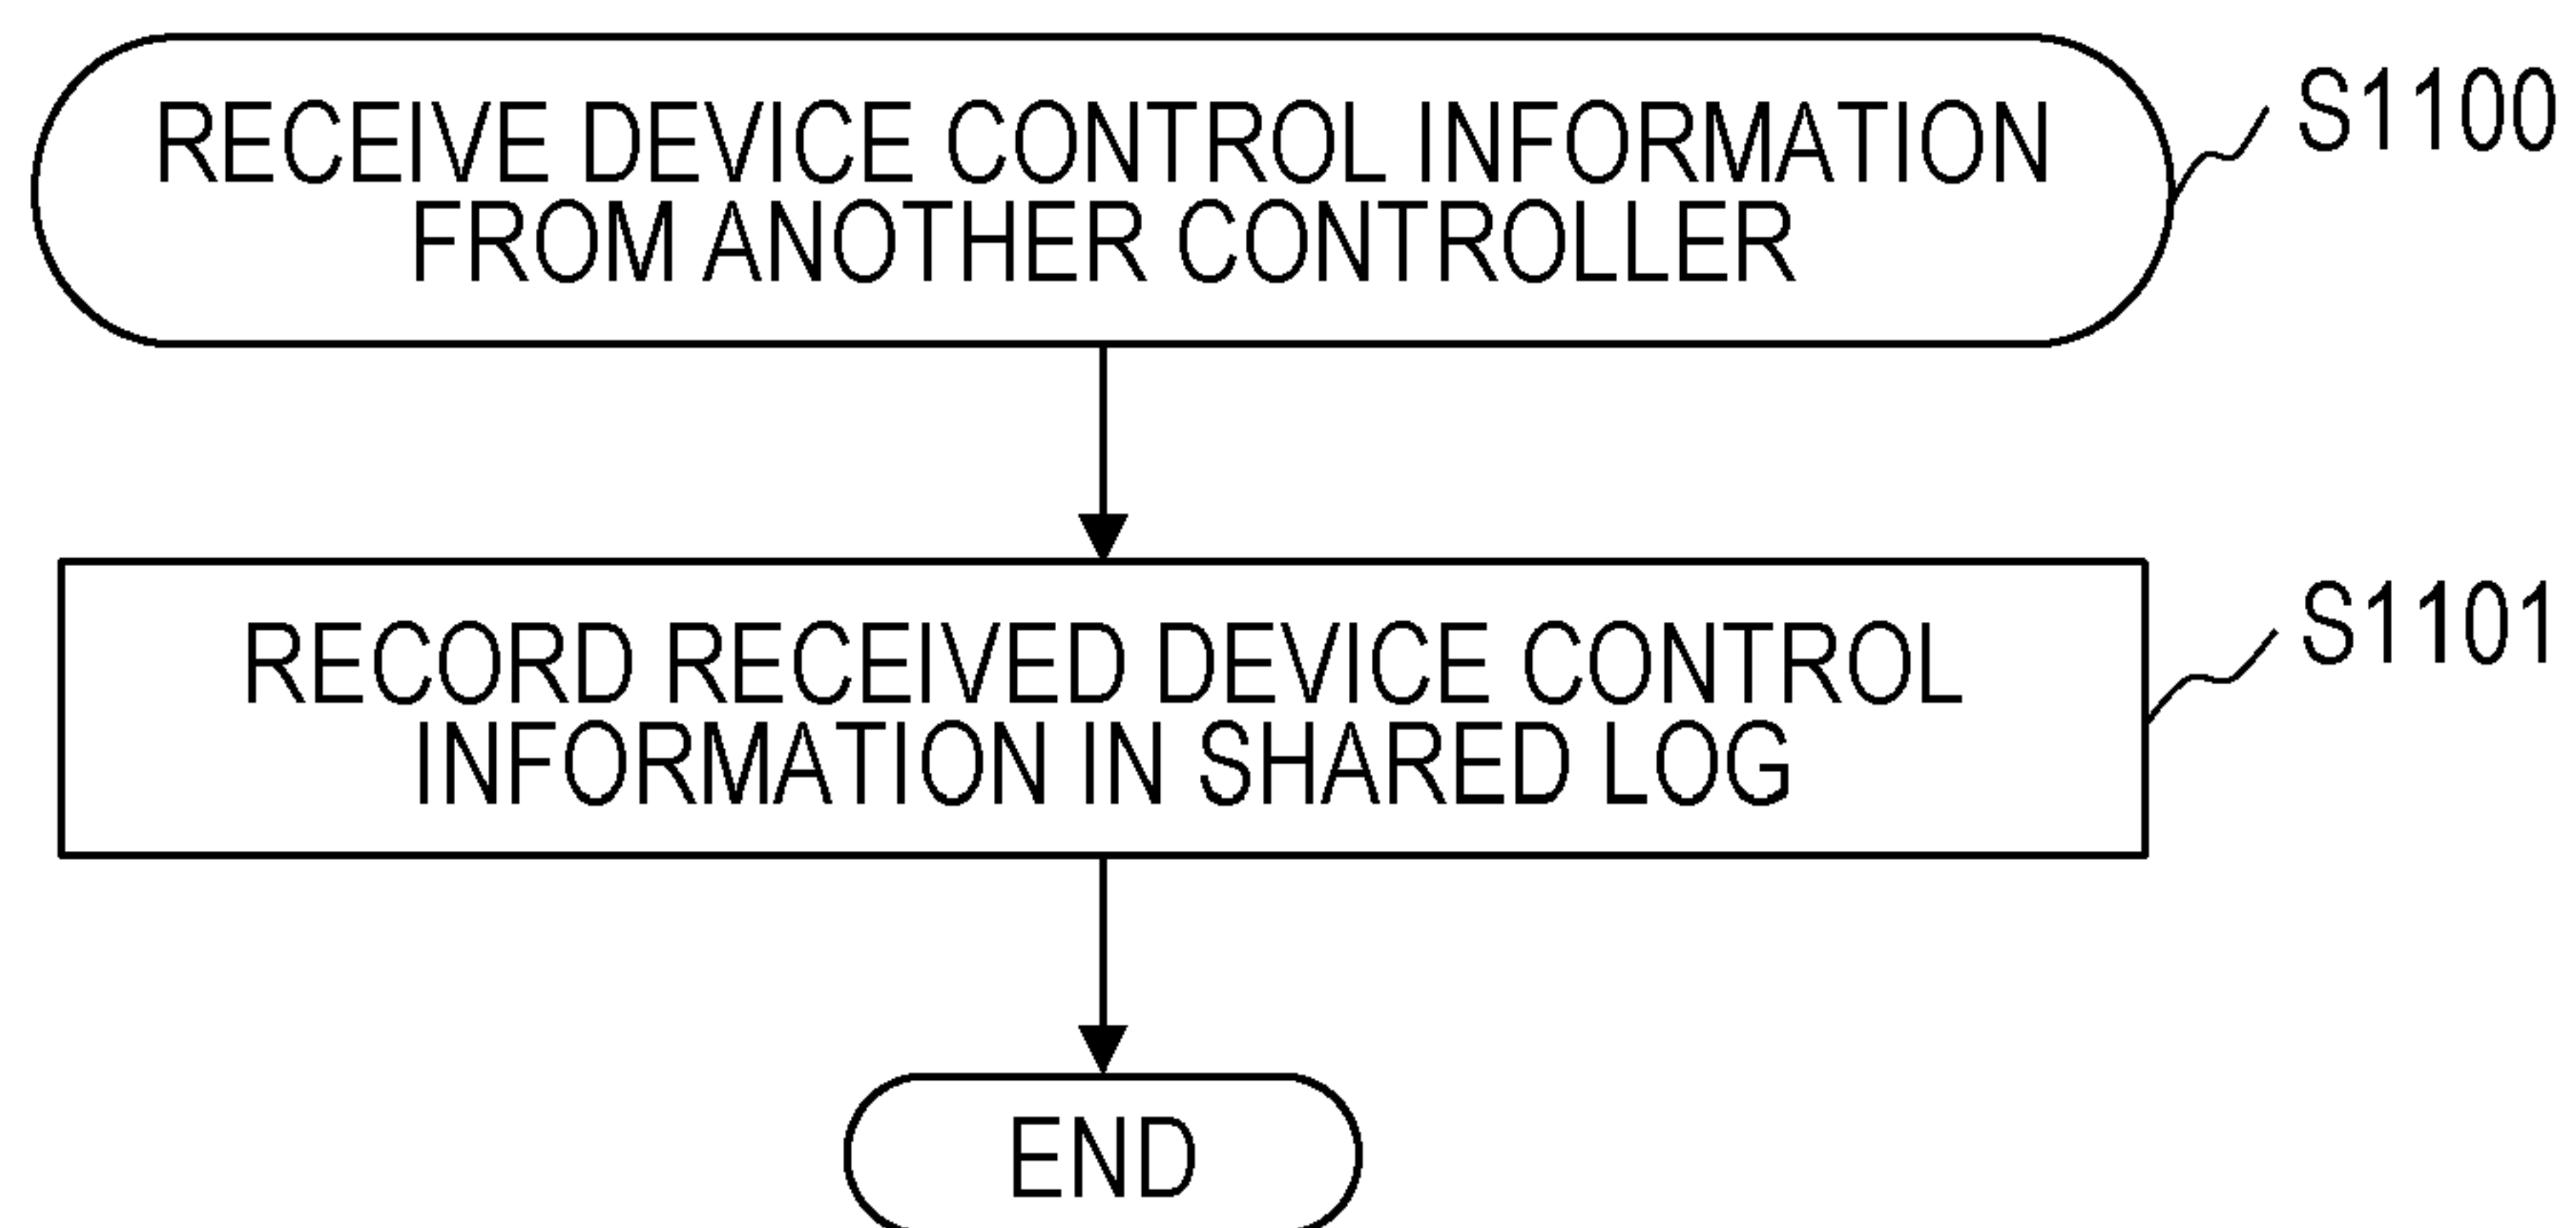 RECEIVE DEVICE CONTROL INFORMATION
FROM ANOTHER CONTROLLER
S1100
RECORD RECEIVED DEVICE CONTROL
INFORMATION IN SHARED LOG
S1101
END